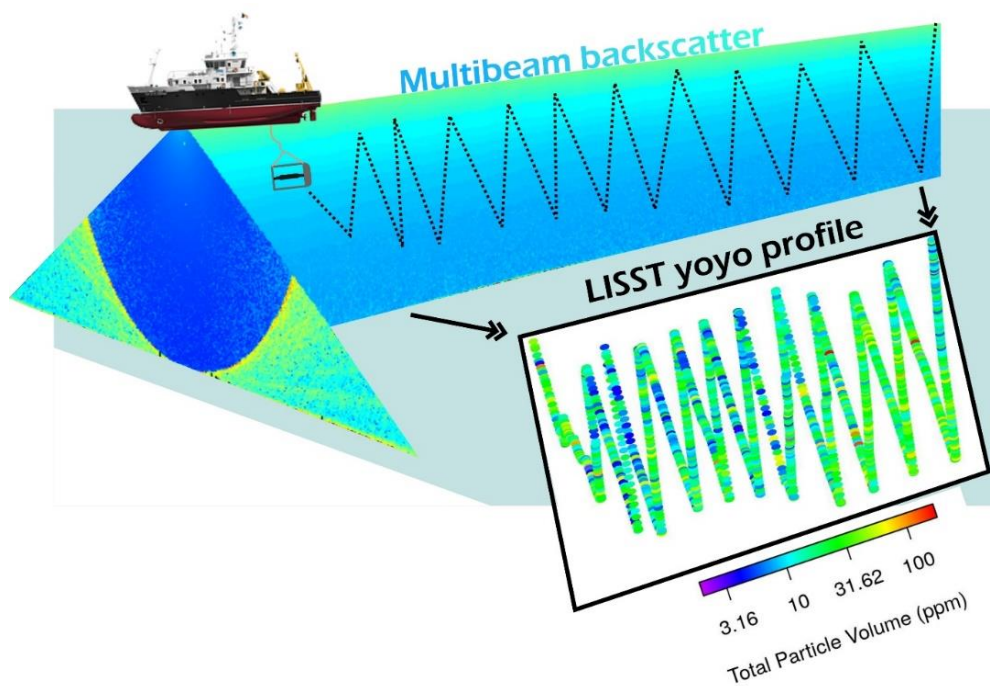 Multibeam backscatter
LISST yoyo profile
3.16
10
31.62
100
Total Particle Volume (ppm)